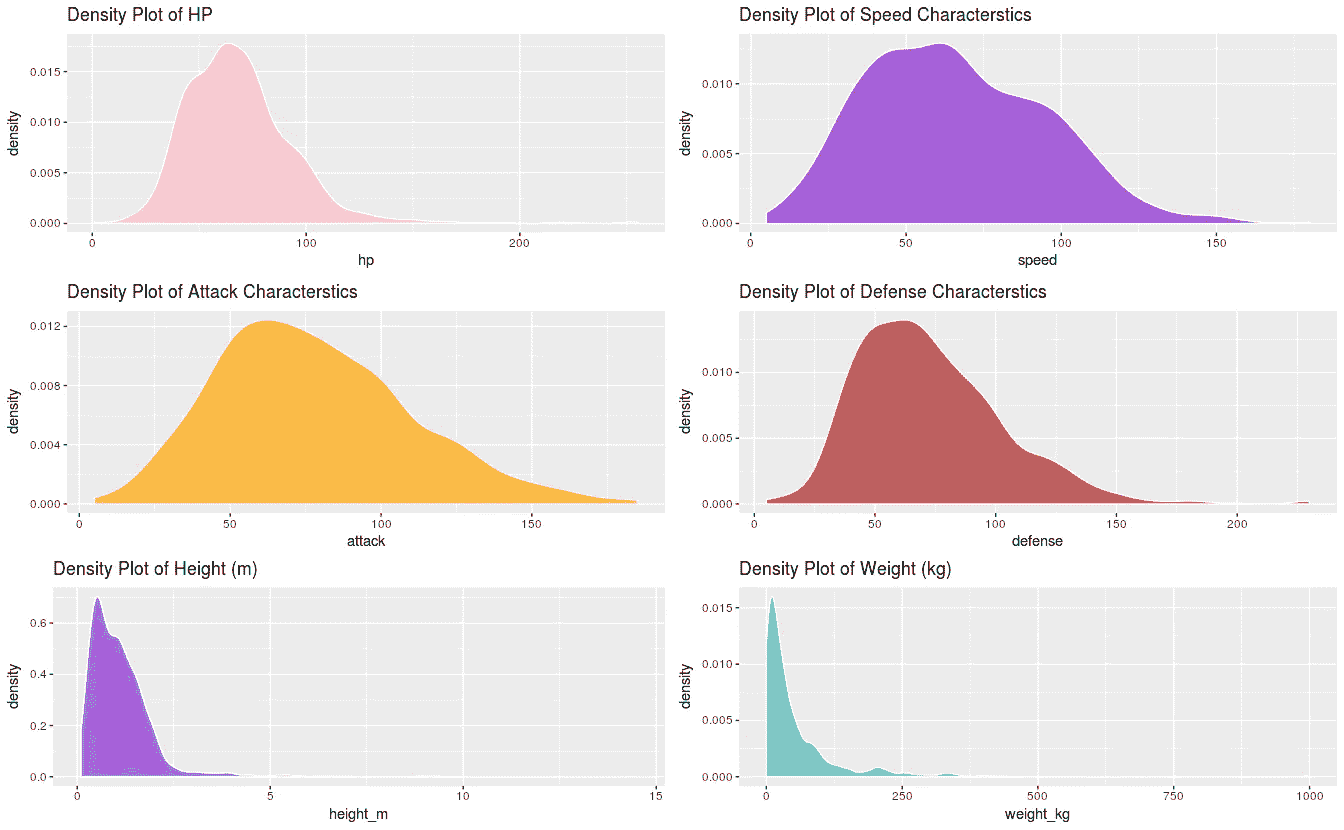 Density Plot of HP
0.015
0.010
0.005
0.000
density
0
100
200
hp
Density Plot of Speed Characterstics
0.010
0.005
0.000
density
0
50
100
150
speed
Density Plot of Attack Characterstics
0.012
0.008
0.004
0.000
density
0
50
100
150
attack
Density Plot of Defense Characterstics
0.010
0.005
0.000
density
0
50
100
150
200
defense
Density Plot of Height (m)
0.6
0.4
0.2
0.0
density
0
5
10
15
height_m
Density Plot of Weight (kg)
0.015
0.010
0.005
0.000
density
0
250
500
750
1000
weight_kg